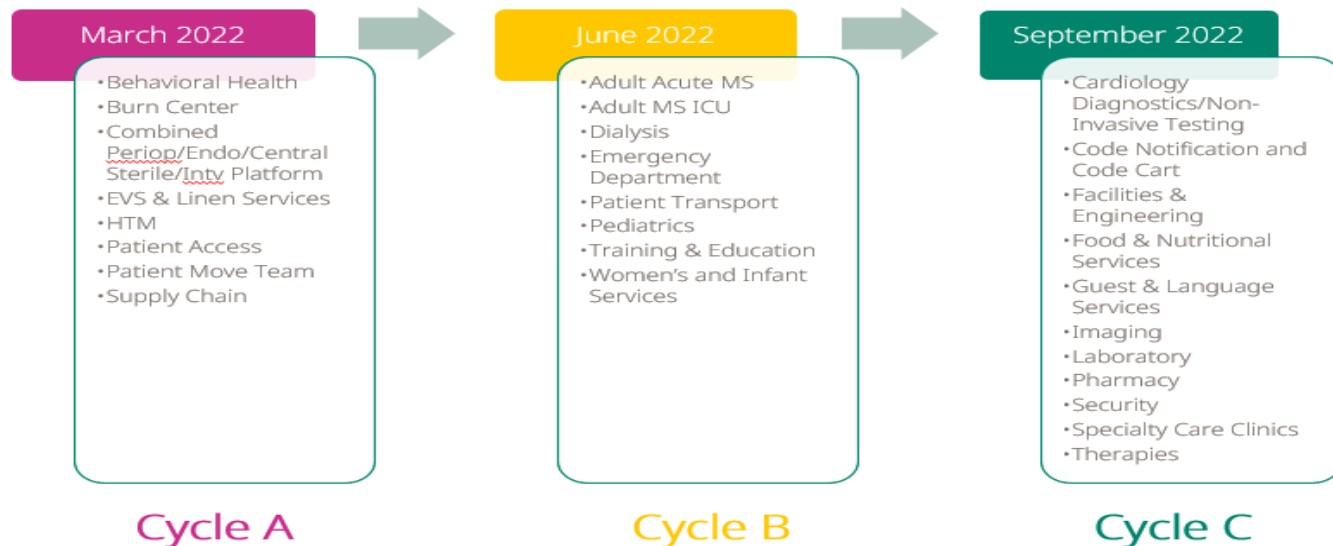 March 2022
•Behavioral Health
•Burn Center
•Combined
Periop/Endo/Central
Sterile/Intv Platform
•EVS & Linen Services
•HTM
•Patient Access
•Patient Move Team
•Supply Chain
Cycle A
June 2022
•Adult Acute MS
•Adult MS ICU
•Dialysis
•Emergency
Department
•Patient Transport
•Pediatrics
•Training & Education
•Women’s and Infant
Services
Cycle B
September 2022
•Cardiology
Diagnostics/Non-
Invasive Testing
•Code Notification and
Code Cart
•Facilities &
Engineering
•Food & Nutritional
Services
•Guest & Language
Services
•Imaging
•Laboratory
•Pharmacy
•Security
•Specialty Care Clinics
•Therapies
Cycle C